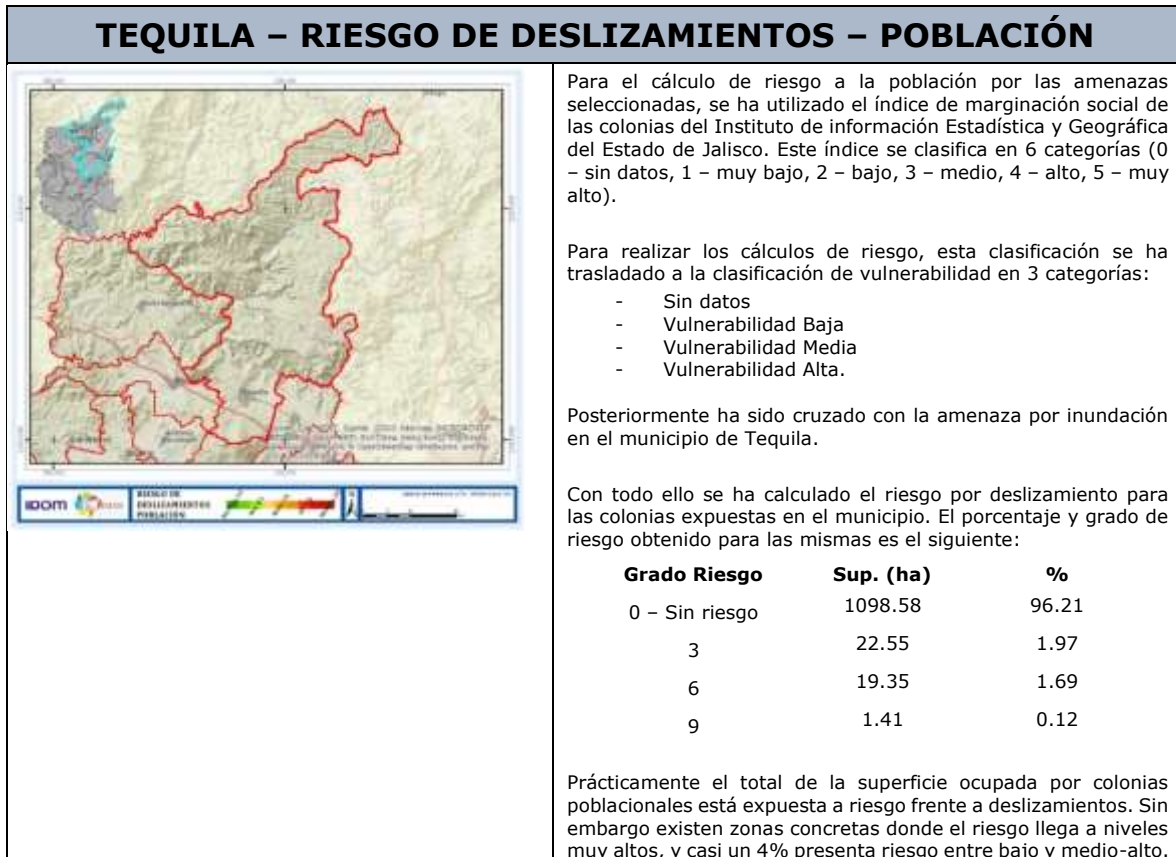 TEQUILA – RIESGO DE DESLIZAMIENTOS – POBLACIÓN
IDOM
RIESGO DE
DESLIZAMIENTOS
POBLACIÓN
Para el cálculo de riesgo a la población por las amenazas
seleccionadas, se ha utilizado el índice de marginación social de
las colonias del Instituto de información Estadística y Geográfica
del Estado de Jalisco. Este índice se clasifica en 6 categorías (0
– sin datos, 1 – muy bajo, 2 – bajo, 3 – medio, 4 – alto, 5 – muy
alto).
Para realizar los cálculos de riesgo, esta clasificación se ha
trasladado a la clasificación de vulnerabilidad en 3 categorías:
- Sin datos
- Vulnerabilidad Baja
- Vulnerabilidad Media
- Vulnerabilidad Alta.
Posteriormente ha sido cruzado con la amenaza por inundación
en el municipio de Tequila.
Con todo ello se ha calculado el riesgo por deslizamiento para
las colonias expuestas en el municipio. El porcentaje y grado de
riesgo obtenido para las mismas es el siguiente:
Grado Riesgo Sup. (ha) %
0 – Sin riesgo 1098.58 96.21
3 22.55 1.97
6 19.35 1.69
9 1.41 0.12
Prácticamente el total de la superficie ocupada por colonias
poblacionales está expuesta a riesgo frente a deslizamientos. Sin
embargo existen zonas concretas donde el riesgo llega a niveles
muy altos, y casi un 4% presenta riesgo entre bajo y medio-alto.